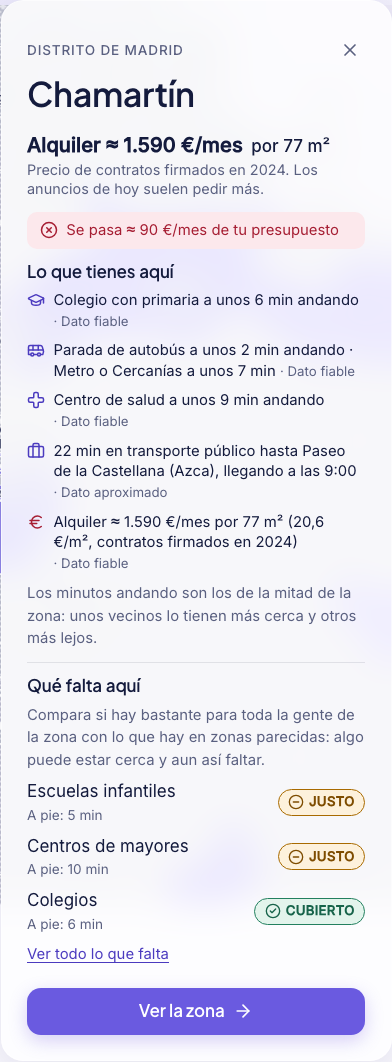 DISTRITO DE MADRID
Chamartín
Alquiler ≈ 1.590 €/mes por 77 m²
Precio de contratos firmados en 2024. Los
anuncios de hoy suelen pedir más.
Se pasa ≈ 90 €/mes de tu presupuesto
Lo que tienes aquí
Colegio con primaria a unos 6 min andando
· Dato fiable
Parada de autobús a unos 2 min andando ·
Metro o Cercanías a unos 7 min · Dato fiable
Centro de salud a unos 9 min andando
· Dato fiable
22 min en transporte público hasta Paseo
de la Castellana (Azca), llegando a las 9:00
· Dato aproximado
Alquiler ≈ 1.590 €/mes por 77 m² (20,6
€/m², contratos firmados en 2024)
· Dato fiable
Los minutos andando son los de la mitad de la
zona: unos vecinos lo tienen más cerca y otros
más lejos.
Qué falta aquí
Compara si hay bastante para toda la gente de
la zona con lo que hay en zonas parecidas: algo
puede estar cerca y aun así faltar.
Escuelas infantiles
A pie: 5 min
JUSTO
Centros de mayores
A pie: 10 min
JUSTO
Colegios
A pie: 6 min
CUBIERTO
Ver todo lo que falta
Ver la zona